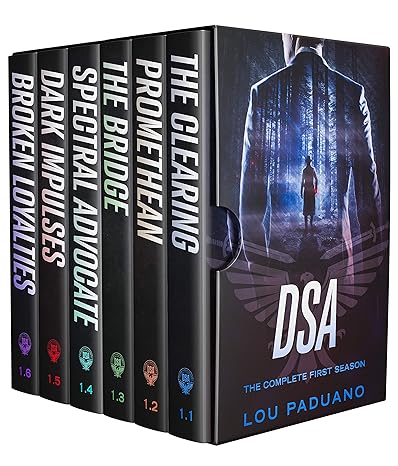 BROKEN LOYALTIES
DARK IMPULSES
SPECTRAL ADVOCATE
THE BRIDGE
PROMETHEAN
THE CLEARING
DSA
THE COMPLETE FIRST SEASON
LOU PADUANO
1.6
1.5
1.4
1.3
1.2
1.1